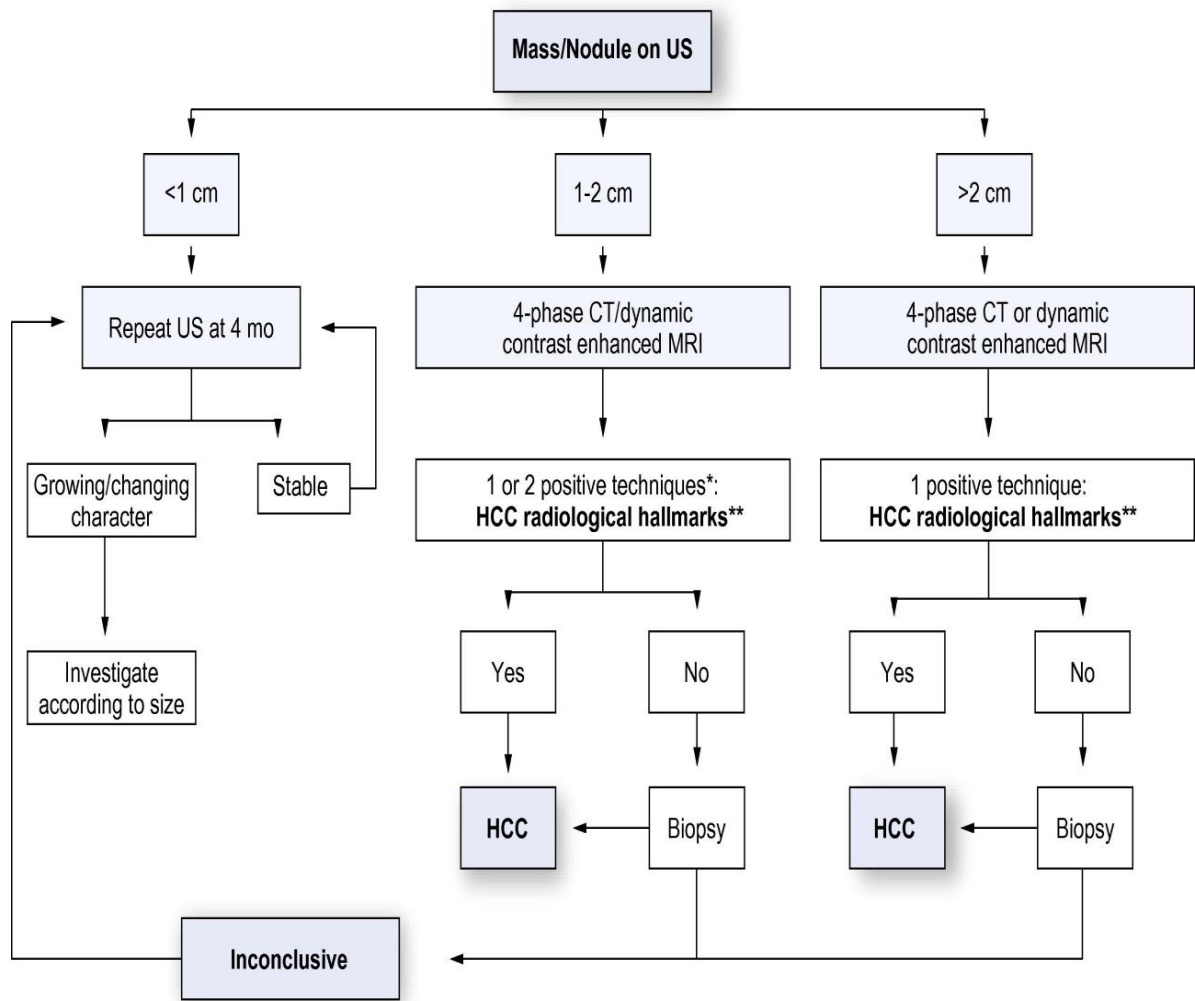 Mass/Nodule on US
<1 cm
1-2 cm
>2 cm
Repeat US at 4 mo
4-phase CT/dynamic
contrast enhanced MRI
4-phase CT or dynamic
contrast enhanced MRI
Growing/changing
character
Stable
1 or 2 positive techniques*:
HCC radiological hallmarks**
1 positive technique:
HCC radiological hallmarks**
Investigate
according to size
Yes
No
Yes
No
HCC
Biopsy
HCC
Biopsy
Inconclusive